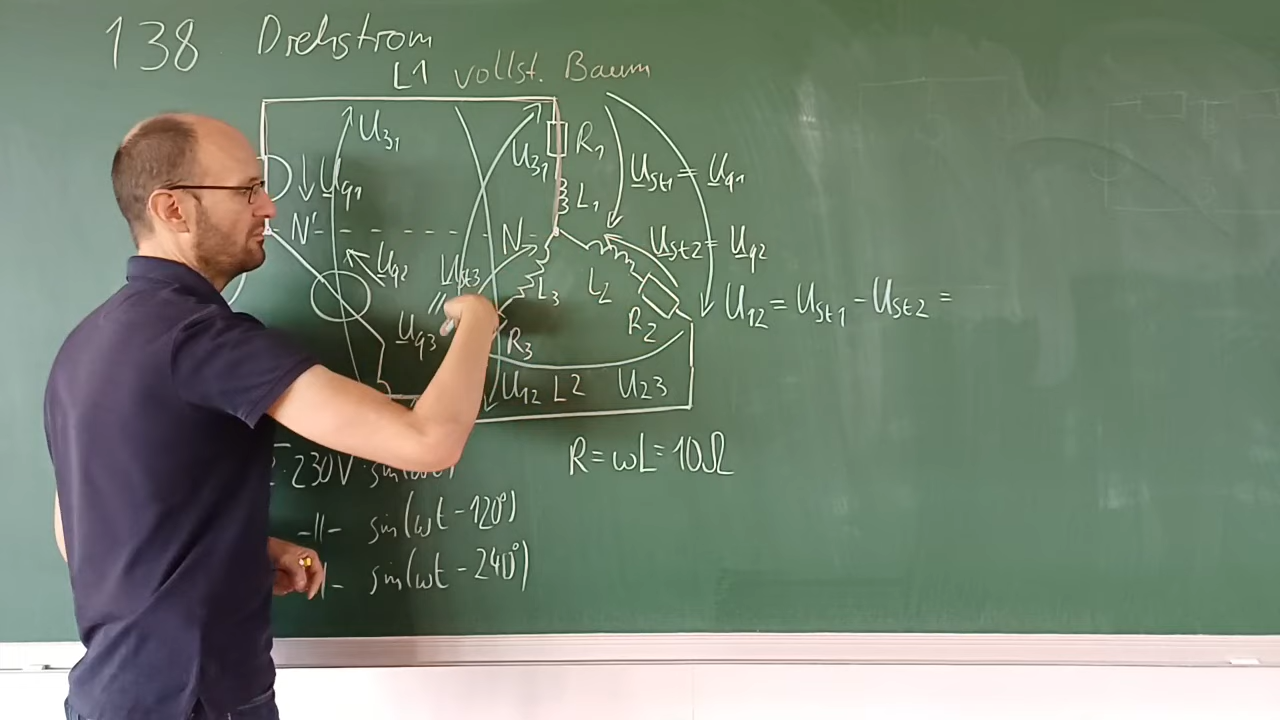 138 Drehstrom
L1 vollst. Baum
U31
U31
R1
Uq1
L1
USt1 = Uq1
N'
N
USt2 = Uq2
Uq2
USt3
L3
L2
U12 = USt1 - USt2 =
Uq3
R3
R2
U12 L2 U23
230V · sin(
R = ωL = 10Ω
-||- sin(ωt - 120°)
sin(ωt - 240°)